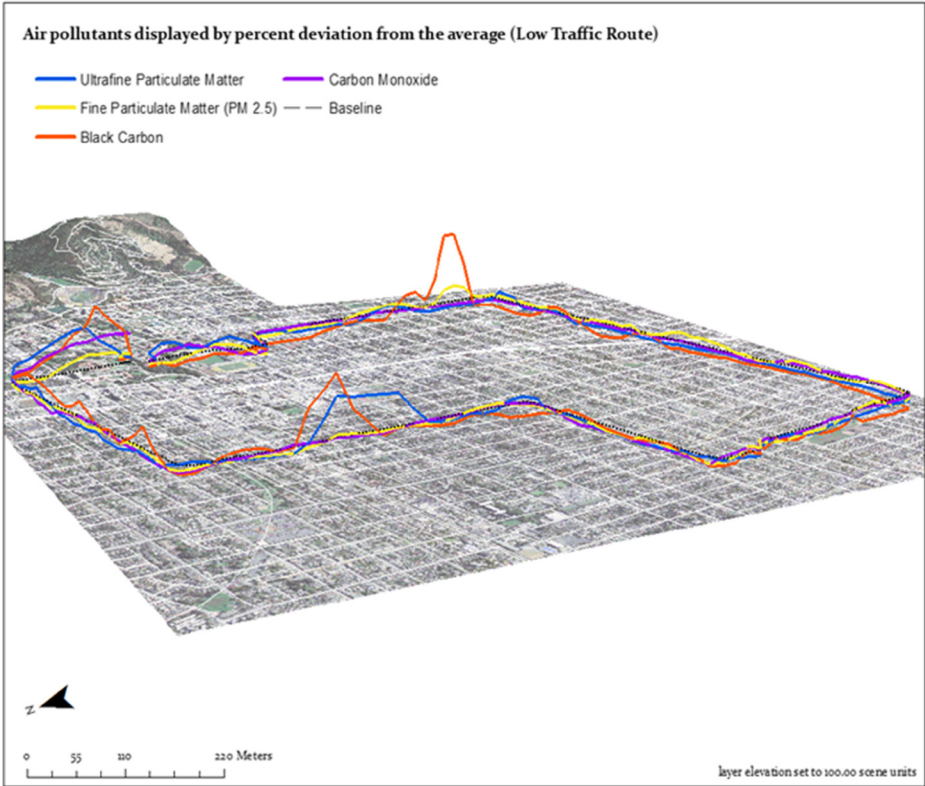 Air pollutants displayed by percent deviation from the average (Low Traffic Route)
Ultrafine Particulate Matter
Carbon Monoxide
Fine Particulate Matter (PM 2.5)
Baseline
Black Carbon
N
0 55 110 220 Meters
layer elevation set to 100.00 scene units